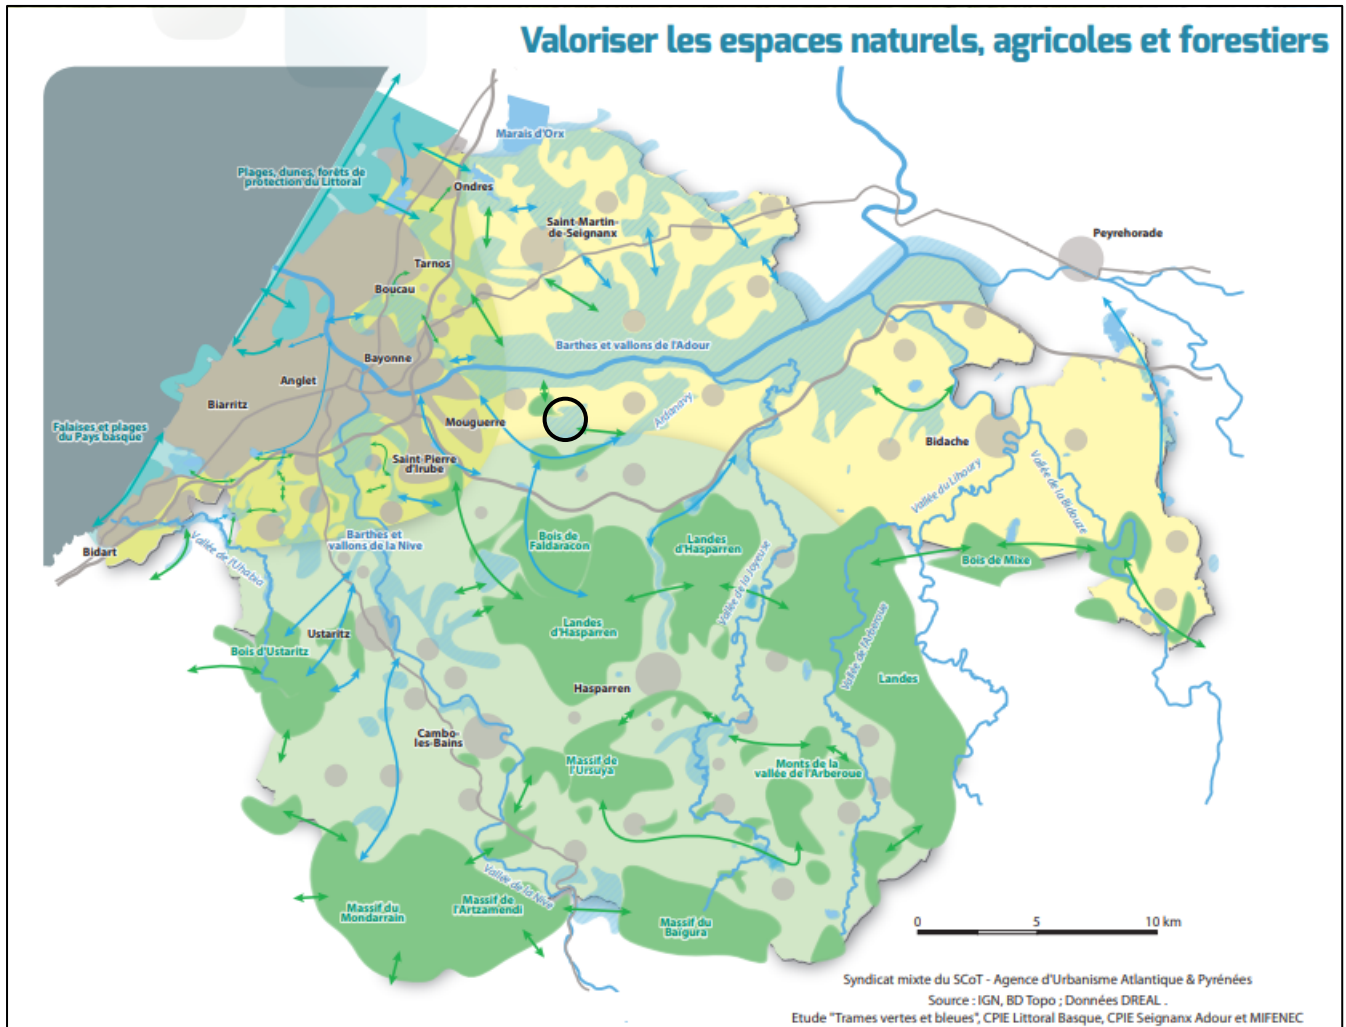 Valoriser les espaces naturels, agricoles et forestiers
Marais d'Orx
Plages, dunes, forêts de
protection du Littoral
Ondres
Saint-Martin-
de-Seignanx
Peyrehorade
Tarnos
Boucau
Barthes et vallons de l'Adour
Bayonne
Anglet
Biarritz
Ardanavy
Mouguerre
Falaises et plages
du Pays basque
Bidache
Saint-Pierre
d'Irube
Vallée du Lihoury
Vallée de la Bidouze
Barthes et
vallons de la Nive
Bois de
Faldaracon
Landes
d'Hasparren
Bidart
Vallée de l'Uhabia
Bois de Mixe
Vallée de la Joyeuse
Landes
d'Hasparren
Ustaritz
Bois d'Ustaritz
Vallée de l'Arberoue
Landes
Hasparren
Cambo-
les-Bains
Massif de
l'Ursuya
Monts de la
vallée de l'Arberoue
Vallée de la Nive
Massif du
Mondarrain
Massif de
l'Artzamendi
Massif du
Baigura
0 5 10 km
Syndicat mixte du SCoT - Agence d'Urbanisme Atlantique & Pyrénées
Source : IGN, BD Topo ; Données DREAL .
Etude "Trames vertes et bleues", CPIE Littoral Basque, CPIE Seignanx Adour et MIFENEC